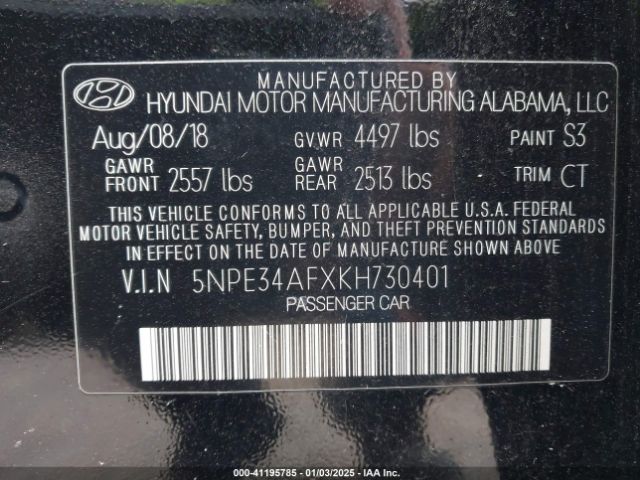 MANUFACTURED BY
HYUNDAI MOTOR MANUFACTURING ALABAMA, LLC
Aug/08/18 GVWR 4497 lbs PAINT S3
GAWR FRONT 2557 lbs GAWR REAR 2513 lbs TRIM CT
THIS VEHICLE CONFORMS TO ALL APPLICABLE U.S.A. FEDERAL
MOTOR VEHICLE SAFETY, BUMPER, AND THEFT PREVENTION STANDARDS
IN EFFECT ON THE DATE OF MANUFACTURE SHOWN ABOVE
V.I.N 5NPE34AFXKH730401
PASSENGER CAR
000-41195785 - 01/03/2025 - IAA Inc.